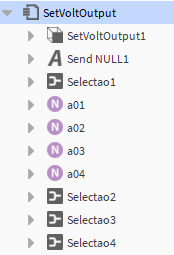 SetVoltOutput
SetVoltOutput1
Send NULL1
Selectao1
a01
a02
a03
a04
Selectao2
Selectao3
Selectao4